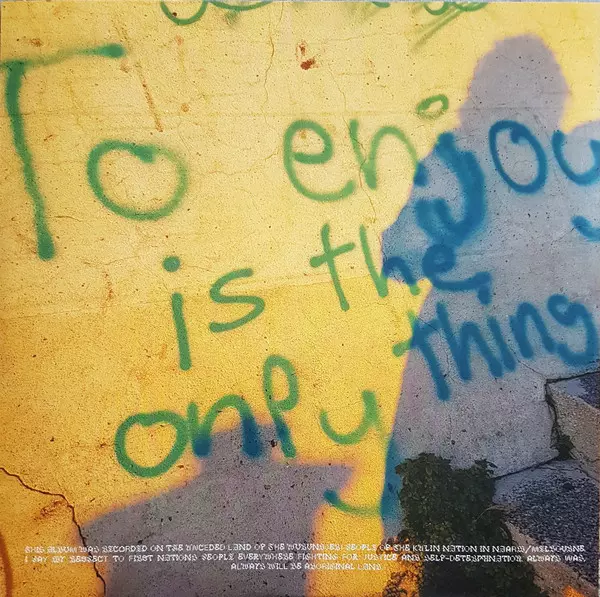 To enjoy
is the
only thing
THIS ALBUM WAS RECORDED ON THE UNCEDED LAND OF THE WURUNDJERI PEOPLE OF THE KULIN NATION IN NAARM/MELBOURNE.
I PAY MY RESPECT TO FIRST NATIONS PEOPLE EVERYWHERE FIGHTING FOR JUSTICE AND SELF-DETERMINATION. ALWAYS WAS,
ALWAYS WILL BE ABORIGINAL LAND.